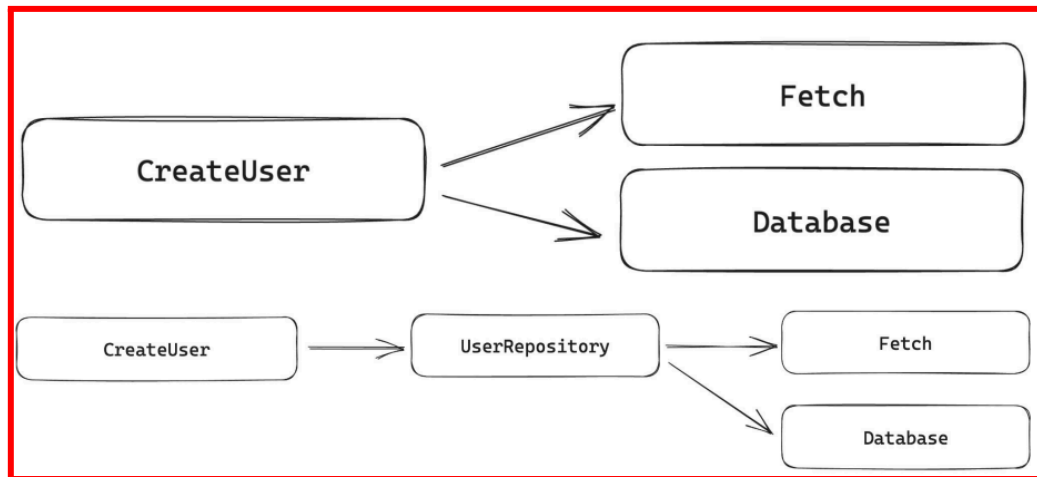 Fetch
CreateUser
Database
CreateUser
UserRepository
Fetch
Database